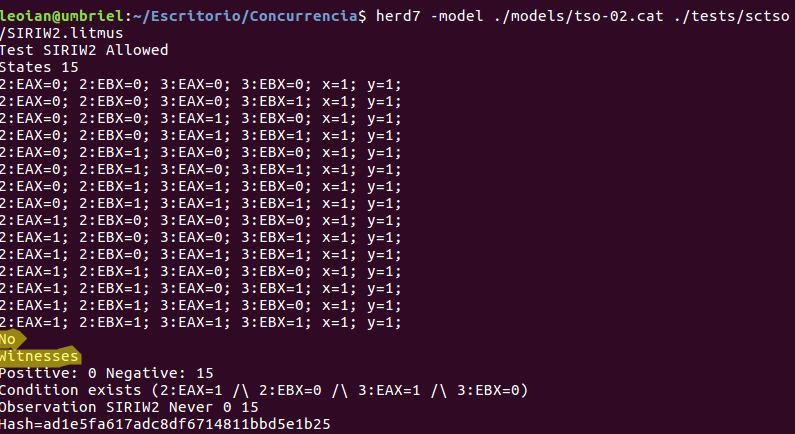 leoian@umbriel:~/Escritorio/Concurrencia$ herd7 -model ./models/tso-02.cat ./tests/sctso
/SIRIW2.litmus
Test SIRIW2 Allowed
States 15
2:EAX=0; 2:EBX=0; 3:EAX=0; 3:EBX=0; x=1; y=1;
2:EAX=0; 2:EBX=0; 3:EAX=0; 3:EBX=1; x=1; y=1;
2:EAX=0; 2:EBX=0; 3:EAX=1; 3:EBX=0; x=1; y=1;
2:EAX=0; 2:EBX=0; 3:EAX=1; 3:EBX=1; x=1; y=1;
2:EAX=0; 2:EBX=1; 3:EAX=0; 3:EBX=0; x=1; y=1;
2:EAX=0; 2:EBX=1; 3:EAX=0; 3:EBX=1; x=1; y=1;
2:EAX=0; 2:EBX=1; 3:EAX=1; 3:EBX=0; x=1; y=1;
2:EAX=0; 2:EBX=1; 3:EAX=1; 3:EBX=1; x=1; y=1;
2:EAX=1; 2:EBX=0; 3:EAX=0; 3:EBX=0; x=1; y=1;
2:EAX=1; 2:EBX=0; 3:EAX=0; 3:EBX=1; x=1; y=1;
2:EAX=1; 2:EBX=0; 3:EAX=1; 3:EBX=1; x=1; y=1;
2:EAX=1; 2:EBX=1; 3:EAX=0; 3:EBX=0; x=1; y=1;
2:EAX=1; 2:EBX=1; 3:EAX=0; 3:EBX=1; x=1; y=1;
2:EAX=1; 2:EBX=1; 3:EAX=1; 3:EBX=0; x=1; y=1;
2:EAX=1; 2:EBX=1; 3:EAX=1; 3:EBX=1; x=1; y=1;
No
Witnesses
Positive: 0 Negative: 15
Condition exists (2:EAX=1 /\ 2:EBX=0 /\ 3:EAX=1 /\ 3:EBX=0)
Observation SIRIW2 Never 0 15
Hash=ad1e5fa617adc8df6714811bbd5e1b25